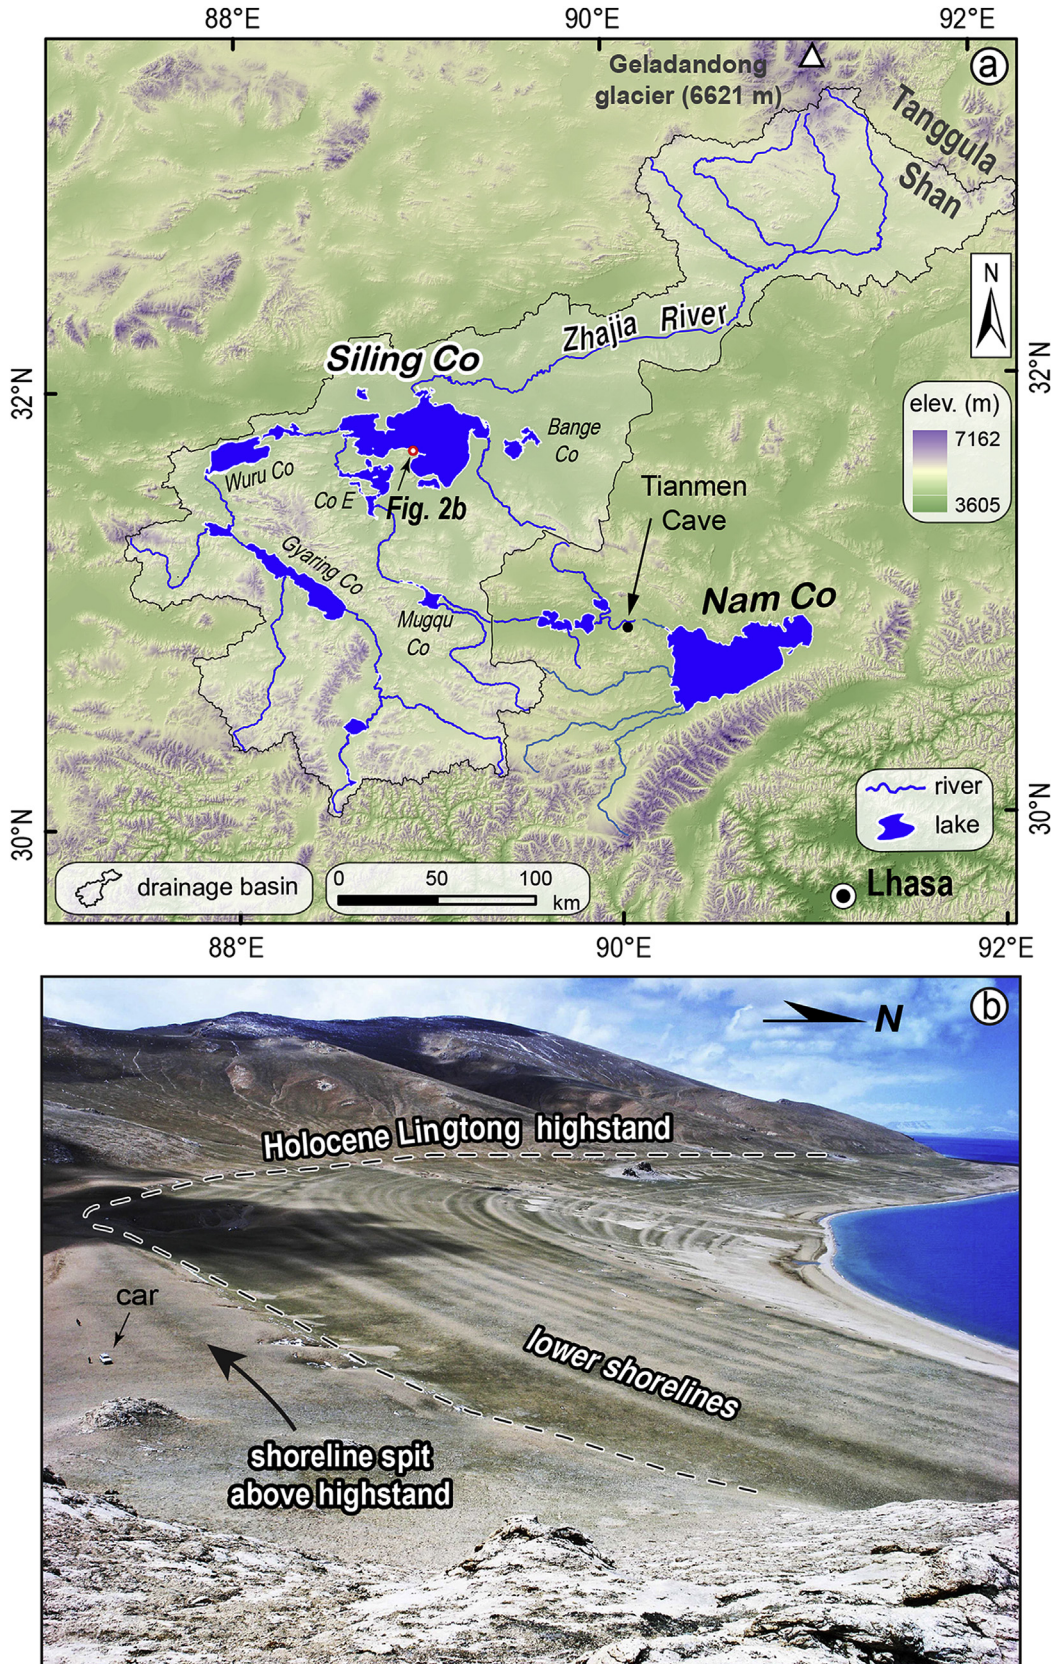 88°E
90°E
92°E
a
Geladandong
glacier (6621 m)
Tanggula
Shan
N
Zhajia River
Siling Co
32°N
32°N
elev. (m)
7162
3605
Bange
Co
Wuru Co
Co E
Fig. 2b
Tianmen
Cave
Gyaring Co
Mugqu
Co
Nam Co
river
lake
30°N
30°N
drainage basin
0
50
100
km
Lhasa
88°E
90°E
92°E
b
N
Holocene Lingtong highstand
car
lower shorelines
shoreline spit
above highstand